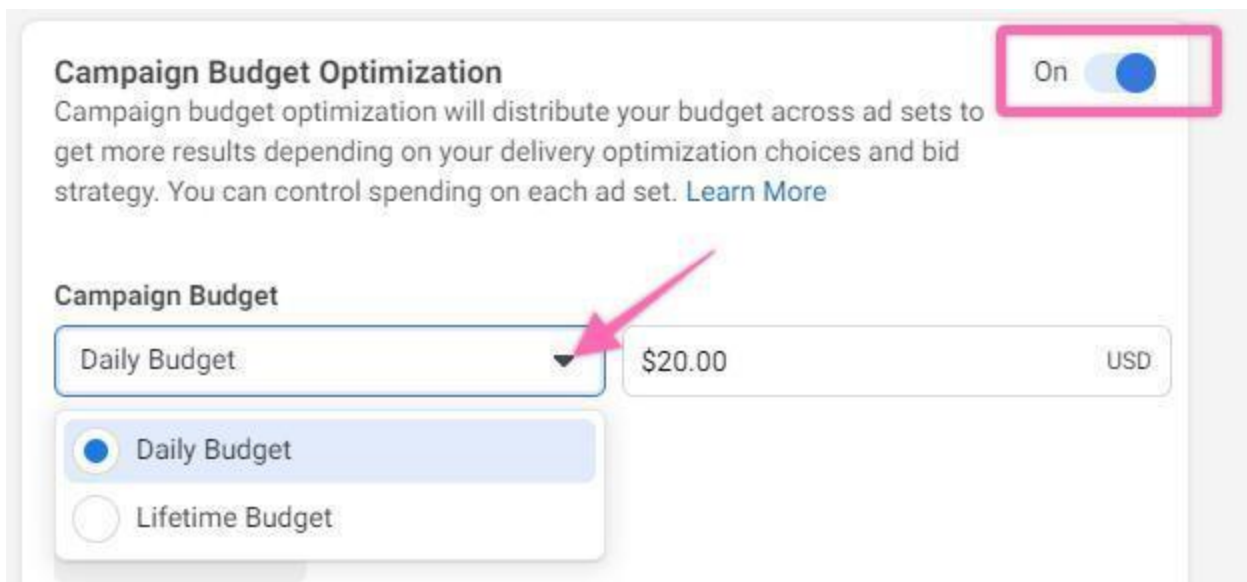 Campaign Budget Optimization
On
Campaign budget optimization will distribute your budget across ad sets to
get more results depending on your delivery optimization choices and bid
strategy. You can control spending on each ad set. Learn More
Campaign Budget
Daily Budget
$20.00 USD
Daily Budget
Lifetime Budget